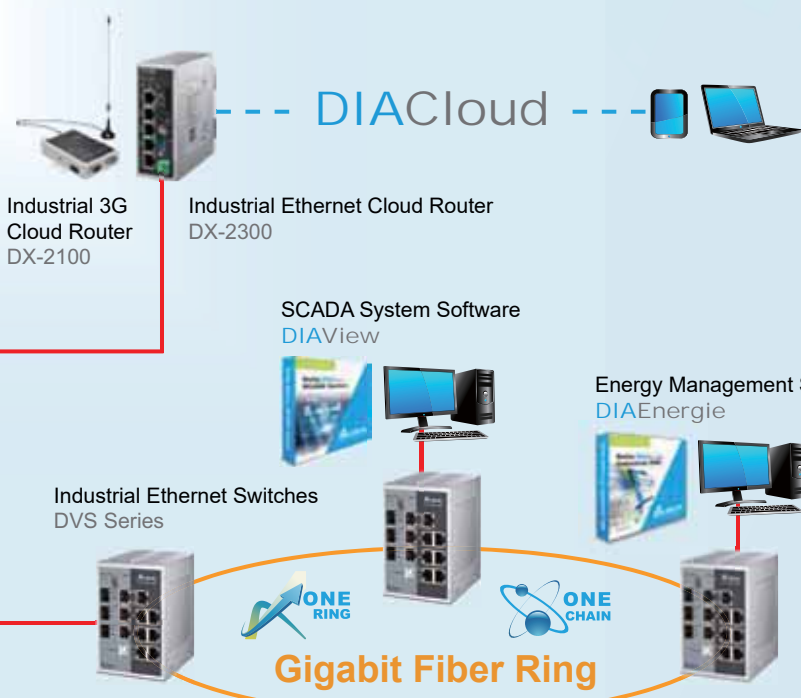 DIACloud
Industrial 3G
Cloud Router
DX-2100
Industrial Ethernet Cloud Router
DX-2300
SCADA System Software
DIAView
Energy Management
DIAEnergie
Industrial Ethernet Switches
DVS Series
ONE
RING
ONE
CHAIN
Gigabit Fiber Ring